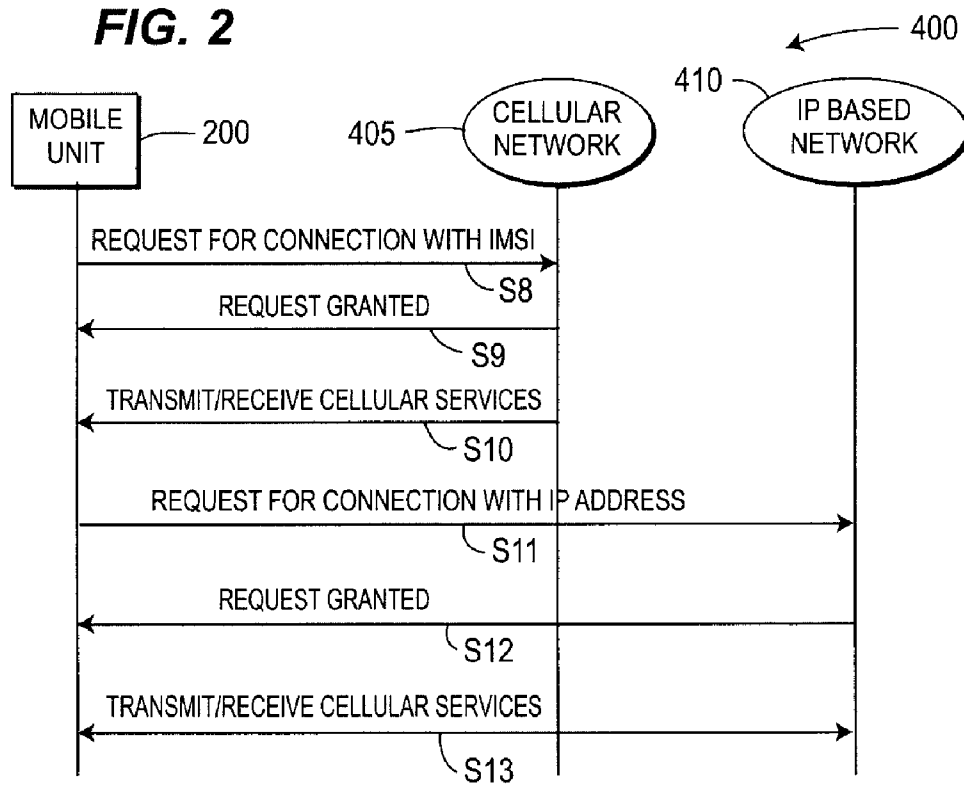 FIG. 2
400
MOBILE
UNIT
200
405
CELLULAR
NETWORK
410
IP BASED
NETWORK
REQUEST FOR CONNECTION WITH IMSI
S8
REQUEST GRANTED
S9
TRANSMIT/RECEIVE CELLULAR SERVICES
S10
REQUEST FOR CONNECTION WITH IP ADDRESS
S11
REQUEST GRANTED
S12
TRANSMIT/RECEIVE CELLULAR SERVICES
S13